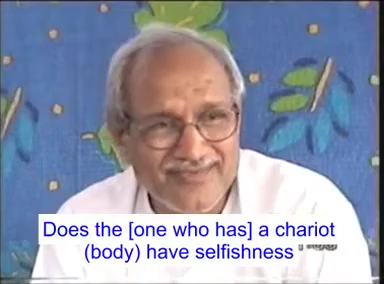 Does the [one who has] a chariot
(body) have selfishness